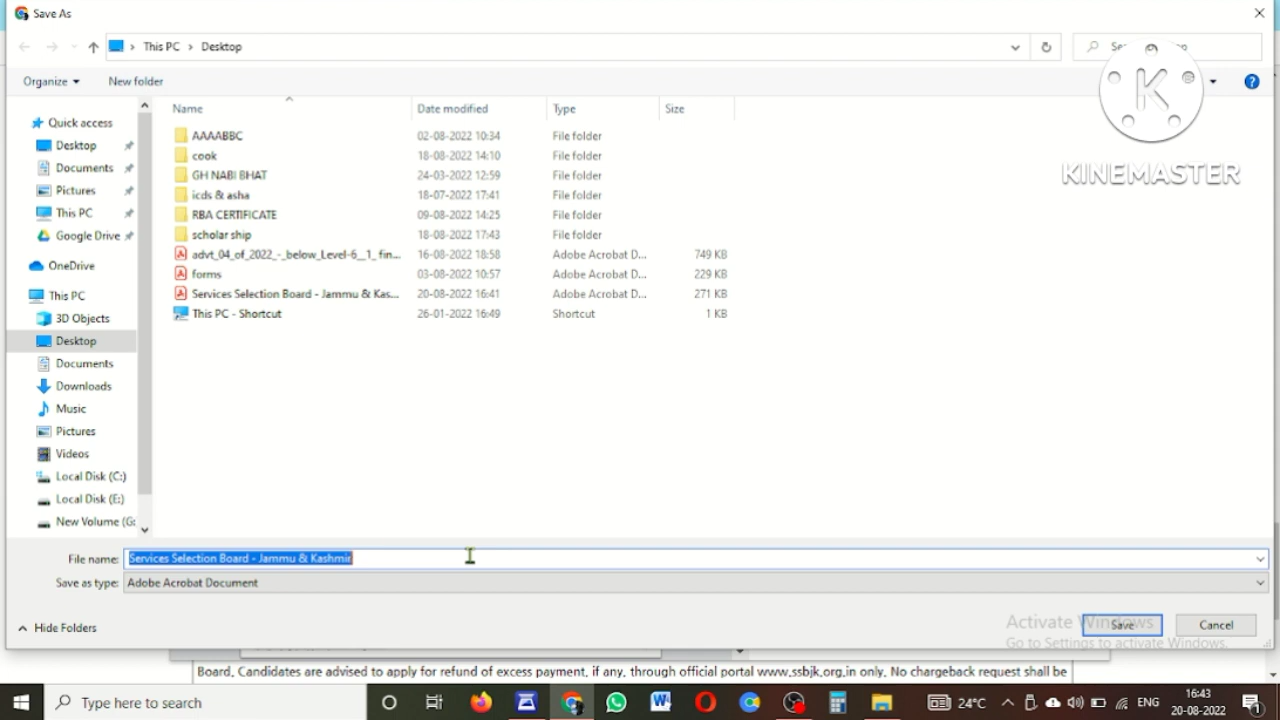 Save As
This PC › Desktop
Organize
New folder
Name
Date modified
Type
Size
Quick access
Desktop
Documents
Pictures
This PC
Google Drive
OneDrive
This PC
3D Objects
Desktop
Documents
Downloads
Music
Pictures
Videos
Local Disk (C:)
Local Disk (E:)
New Volume (G:
AAAABBC 02-08-2022 10:34 File folder
cook 18-08-2022 14:10 File folder
GH NABI BHAT 24-03-2022 12:59 File folder
icds & asha 18-07-2022 17:41 File folder
RBA CERTIFICATE 09-08-2022 14:25 File folder
scholar ship 18-08-2022 17:43 File folder
advt_04_of_2022_-_below_Level-6__1_ fin... 16-08-2022 18:58 Adobe Acrobat D... 749 KB
forms 03-08-2022 10:57 Adobe Acrobat D... 229 KB
Services Selection Board - Jammu & Kas... 20-08-2022 16:41 Adobe Acrobat D... 271 KB
This PC - Shortcut 26-01-2022 16:49 Shortcut 1 KB
K
KINEMASTER
File name: Services Selection Board - Jammu & Kashmir
Save as type: Adobe Acrobat Document
Hide Folders
Save
Cancel
Activate Windows
Go to Settings to activate Windows.
Board. Candidates are advised to apply for refund of excess payment, if any, through official portal www.ssbjk.org.in only. No chargeback request shall be
Type here to search
24°C
ENG
16:43
20-08-2022